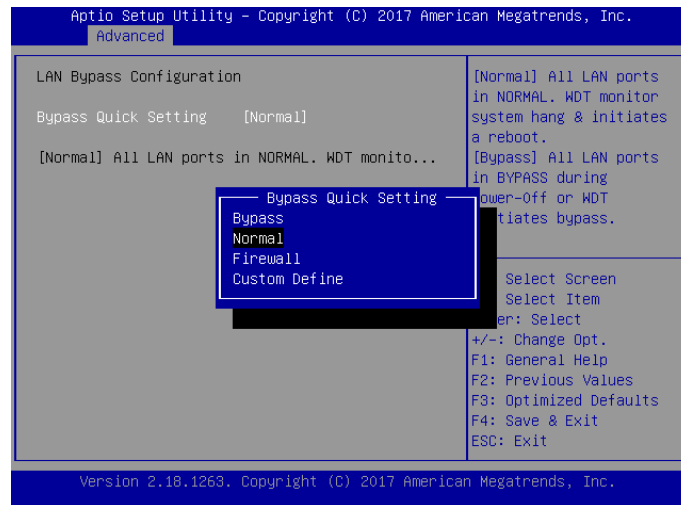 Aptio Setup Utility – Copyright (C) 2017 American Megatrends, Inc.
Advanced
LAN Bypass Configuration
Bypass Quick Setting [Normal]
[Normal] All LAN ports in NORMAL. WDT monito...
Bypass Quick Setting
Bypass
Normal
Firewall
Custom Define
[Normal] All LAN ports
in NORMAL. WDT monitor
system hang & initiates
a reboot.
[Bypass] All LAN ports
in BYPASS during
ower-Off or WDT
tiates bypass.
Select Screen
Select Item
er: Select
+/-: Change Opt.
F1: General Help
F2: Previous Values
F3: Optimized Defaults
F4: Save & Exit
ESC: Exit
Version 2.18.1263. Copyright (C) 2017 American Megatrends, Inc.